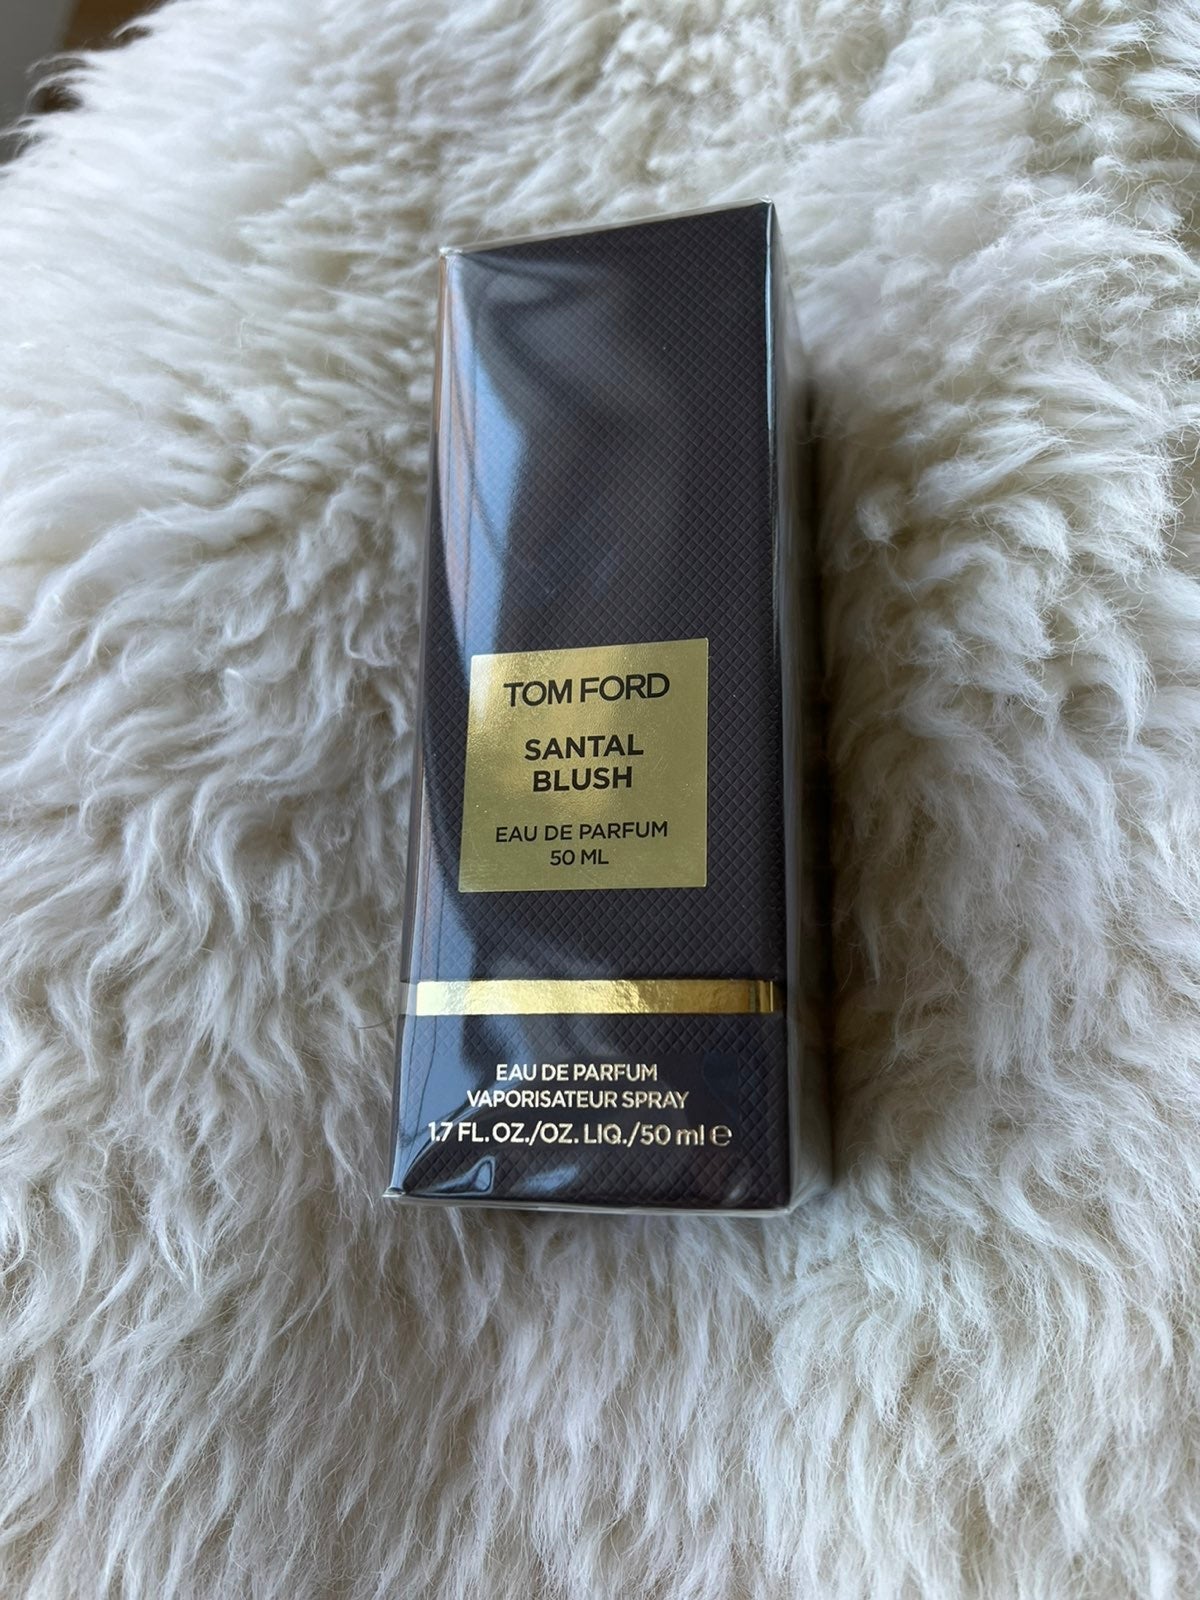 TOM FORD
SANTAL
BLUSH
EAU DE PARFUM
50 ML
EAU DE PARFUM
VAPORISATEUR SPRAY
1.7 FL. OZ./OZ. LIQ./50 ml ℮